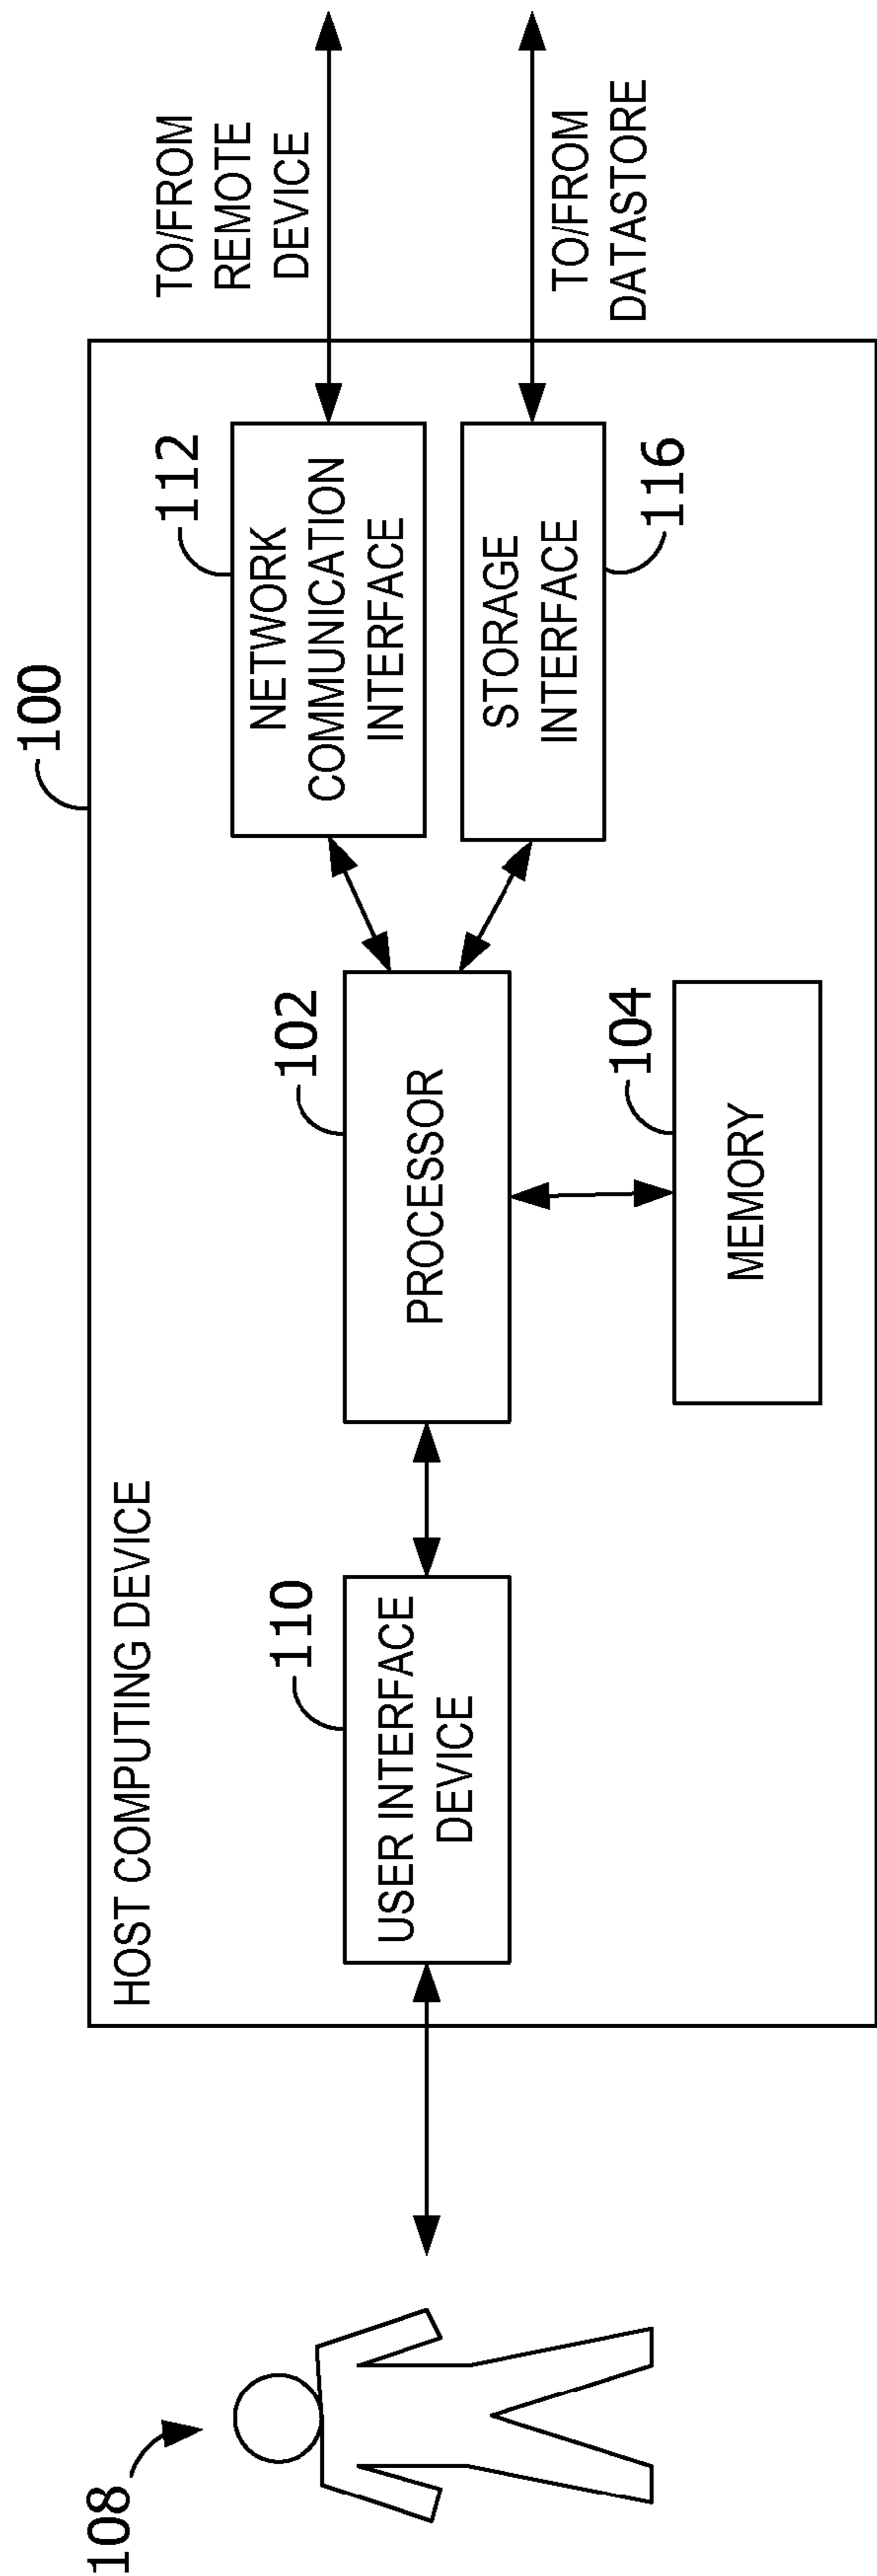 100
HOST COMPUTING DEVICE
108
110
USER INTERFACE
DEVICE
102
PROCESSOR
104
MEMORY
112
NETWORK
COMMUNICATION
INTERFACE
116
STORAGE
INTERFACE
TO/FROM
REMOTE
DEVICE
TO/FROM
DATASTORE